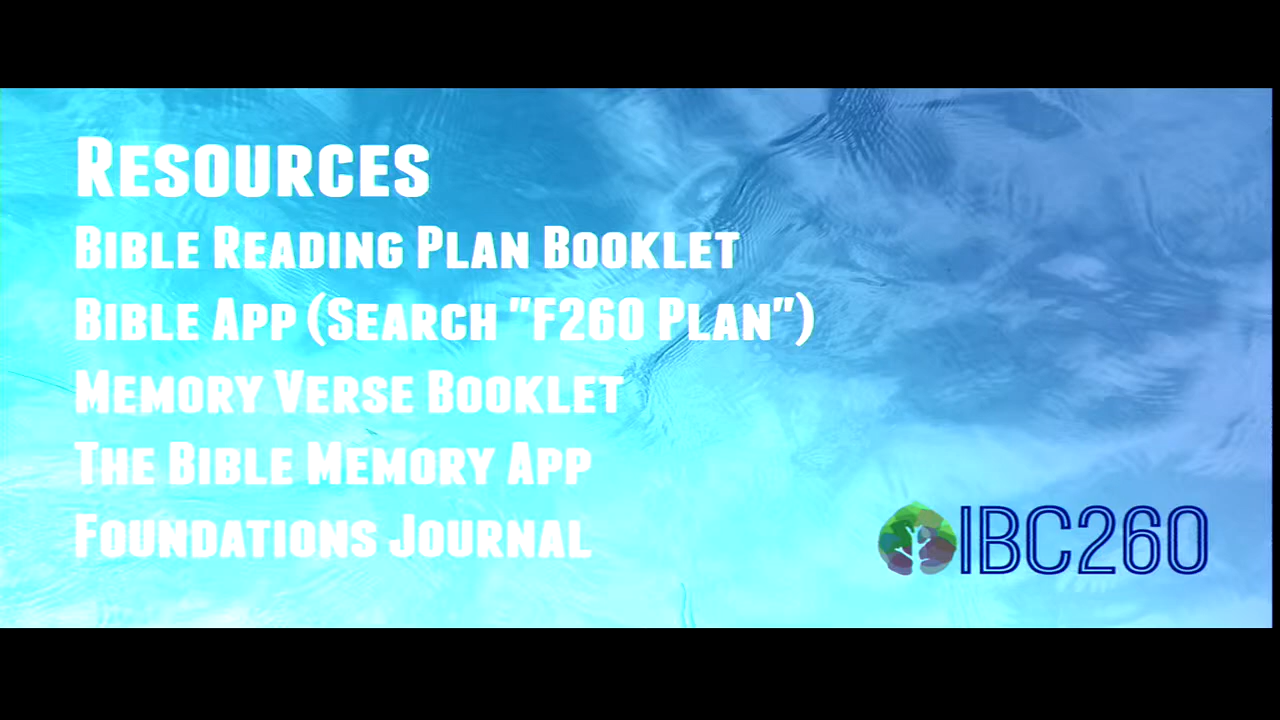 Resources
Bible Reading Plan Booklet
Bible App (Search "F260 Plan")
Memory Verse Booklet
The Bible Memory App
Foundations Journal
IBC260